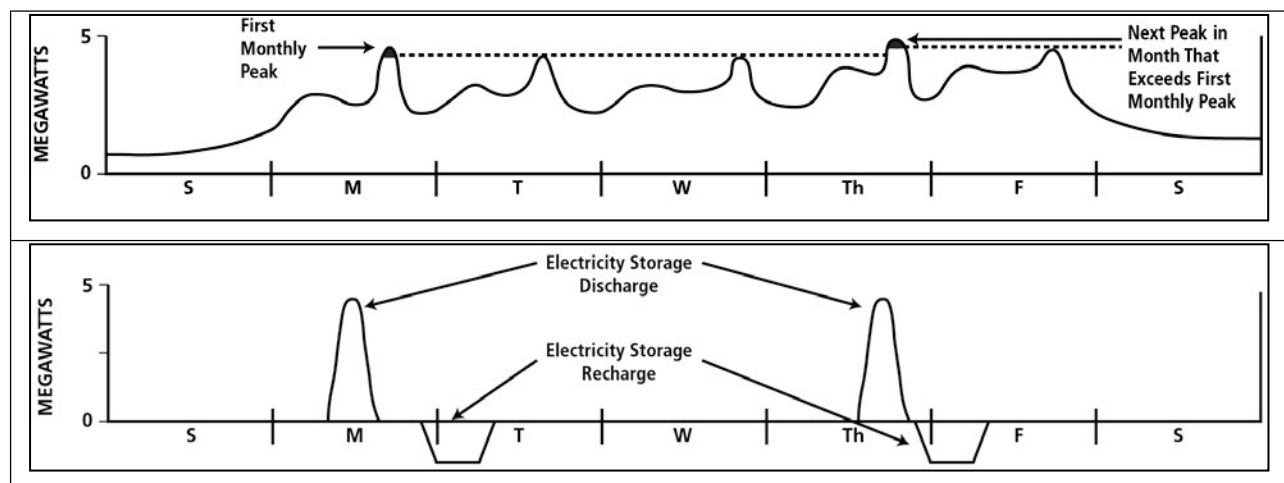 First
Monthly
Peak
Next Peak in
Month That
Exceeds First
Monthly Peak
MEGAWATTS
5
0
S M T W Th F S
Electricity Storage
Discharge
Electricity Storage
Recharge
MEGAWATTS
5
0
S M T W Th F S